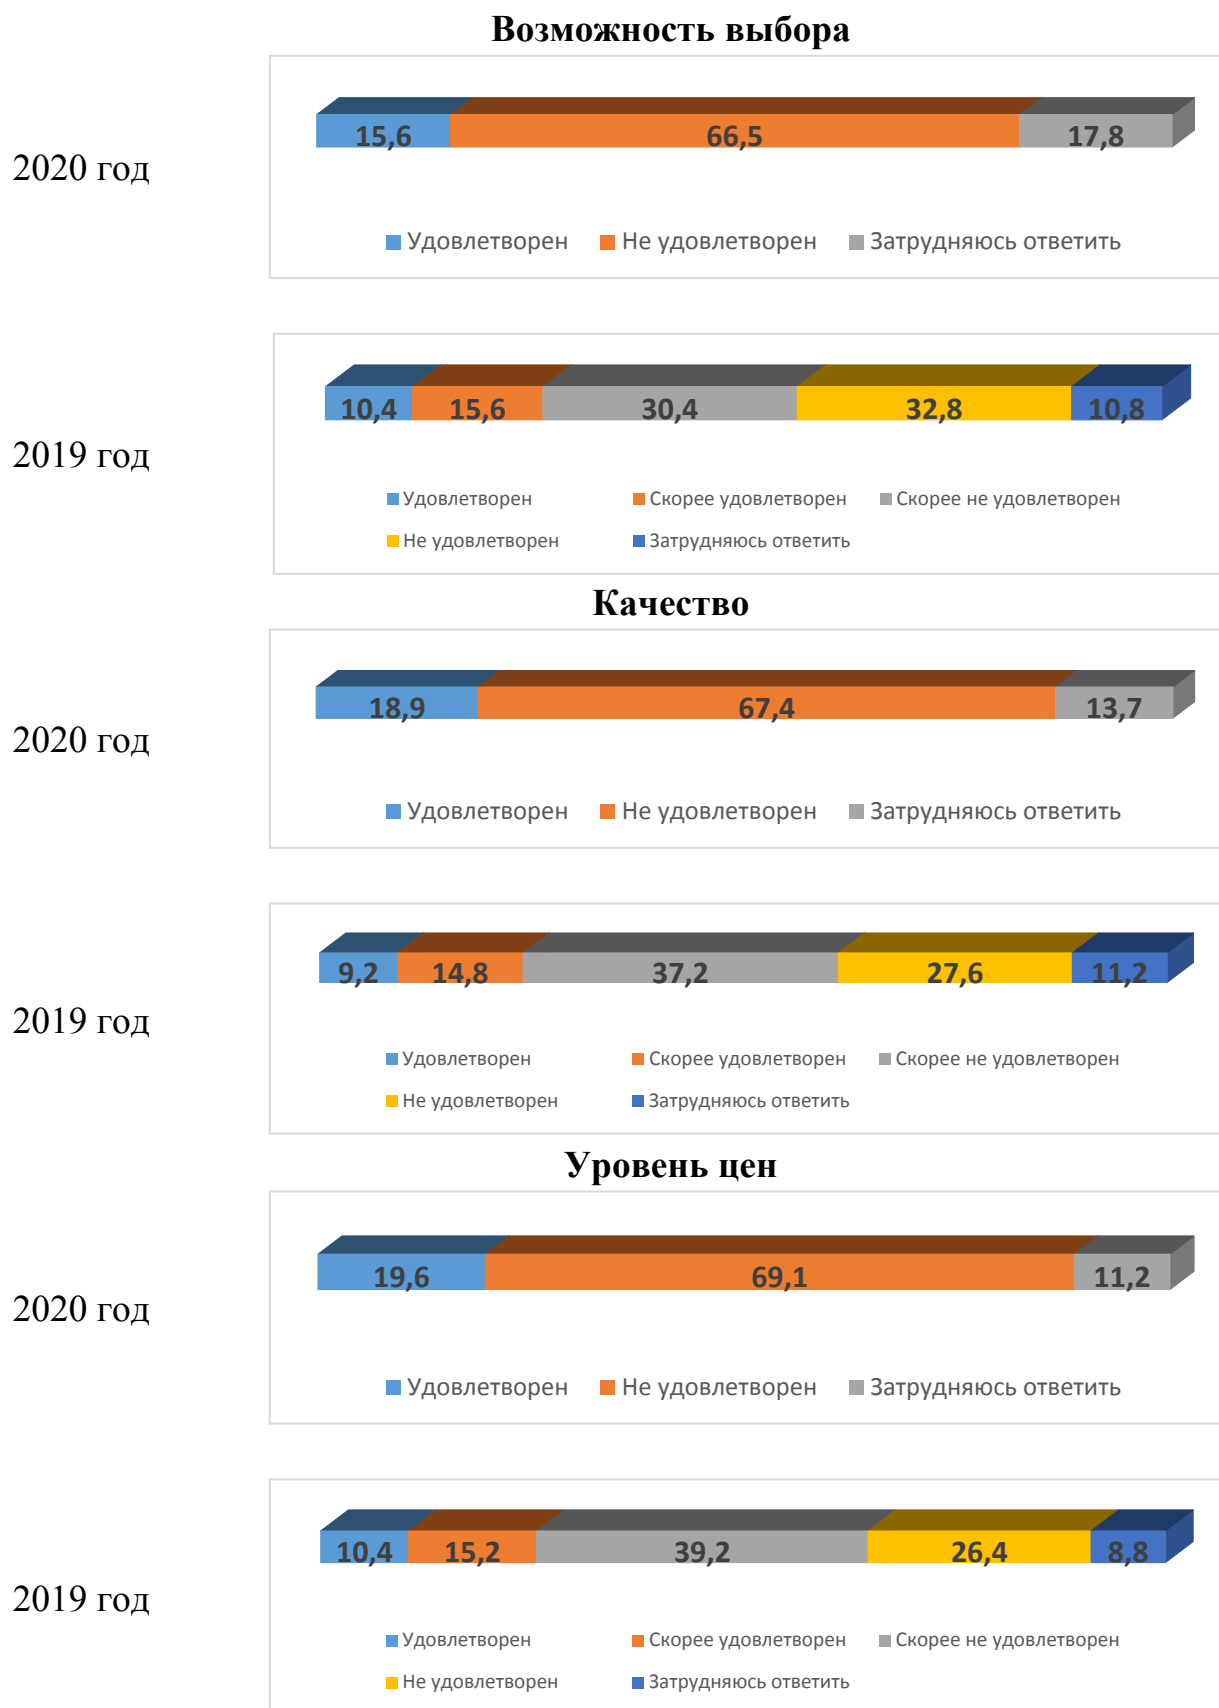 Возможность выбора
2020 год
15,6 66,5 17,8
Удовлетворен Не удовлетворен Затрудняюсь ответить
2019 год
10,4 15,6 30,4 32,8 10,8
Удовлетворен Скорее удовлетворен Скорее не удовлетворен
Не удовлетворен Затрудняюсь ответить
Качество
2020 год
18,9 67,4 13,7
Удовлетворен Не удовлетворен Затрудняюсь ответить
2019 год
9,2 14,8 37,2 27,6 11,2
Удовлетворен Скорее удовлетворен Скорее не удовлетворен
Не удовлетворен Затрудняюсь ответить
Уровень цен
2020 год
19,6 69,1 11,2
Удовлетворен Не удовлетворен Затрудняюсь ответить
2019 год
10,4 15,2 39,2 26,4 8,8
Удовлетворен Скорее удовлетворен Скорее не удовлетворен
Не удовлетворен Затрудняюсь ответить